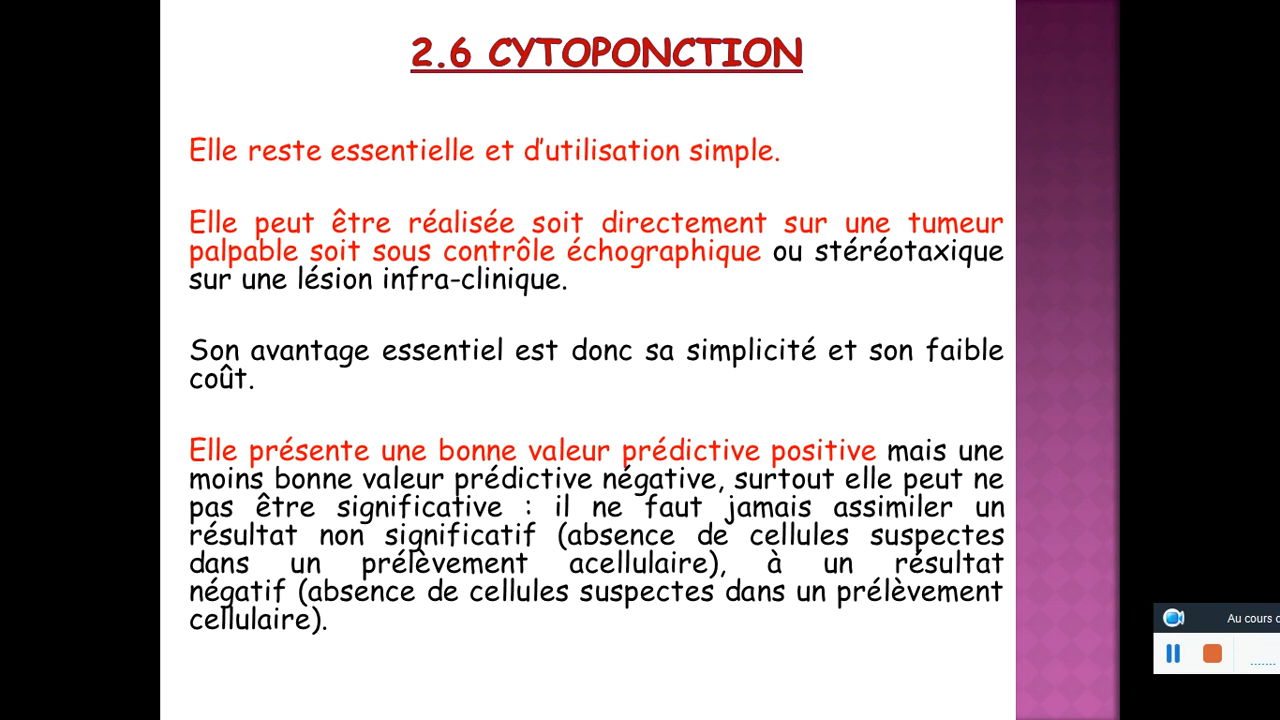 2.6 CYTOPONCTION
Elle reste essentielle et d'utilisation simple.
Elle peut être réalisée soit directement sur une tumeur
palpable soit sous contrôle échographique ou stéréotaxique
sur une lésion infra-clinique.
Son avantage essentiel est donc sa simplicité et son faible
coût.
Elle présente une bonne valeur prédictive positive mais une
moins bonne valeur prédictive négative, surtout elle peut ne
pas être significative : il ne faut jamais assimiler un
résultat non significatif (absence de cellules suspectes
dans un prélèvement acellulaire), à un résultat
négatif (absence de cellules suspectes dans un prélèvement
cellulaire).
Au cours